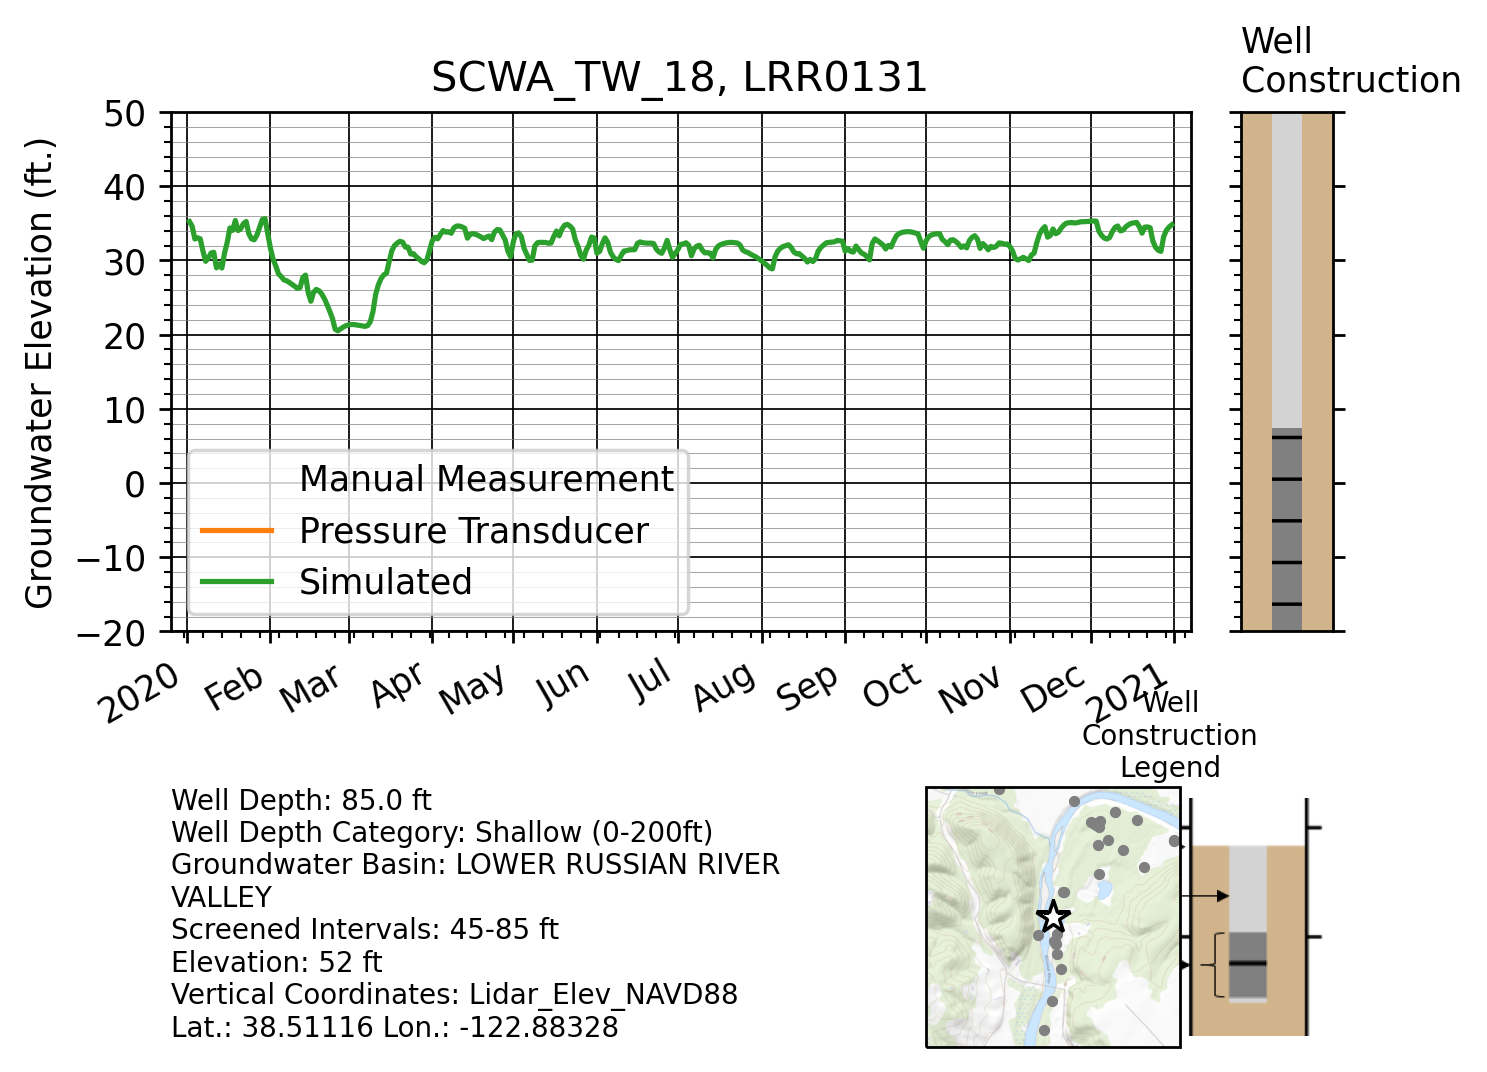 Well
Construction
SCWA_TW_18, LRR0131
Groundwater Elevation (ft.)
50
40
30
20
10
0
−10
−20
Manual Measurement
Pressure Transducer
Simulated
2020 Feb Mar Apr May Jun Jul Aug Sep Oct Nov Dec 2021
Well
Construction
Legend
Well Depth: 85.0 ft
Well Depth Category: Shallow (0-200ft)
Groundwater Basin: LOWER RUSSIAN RIVER
VALLEY
Screened Intervals: 45-85 ft
Elevation: 52 ft
Vertical Coordinates: Lidar_Elev_NAVD88
Lat.: 38.51116 Lon.: -122.88328